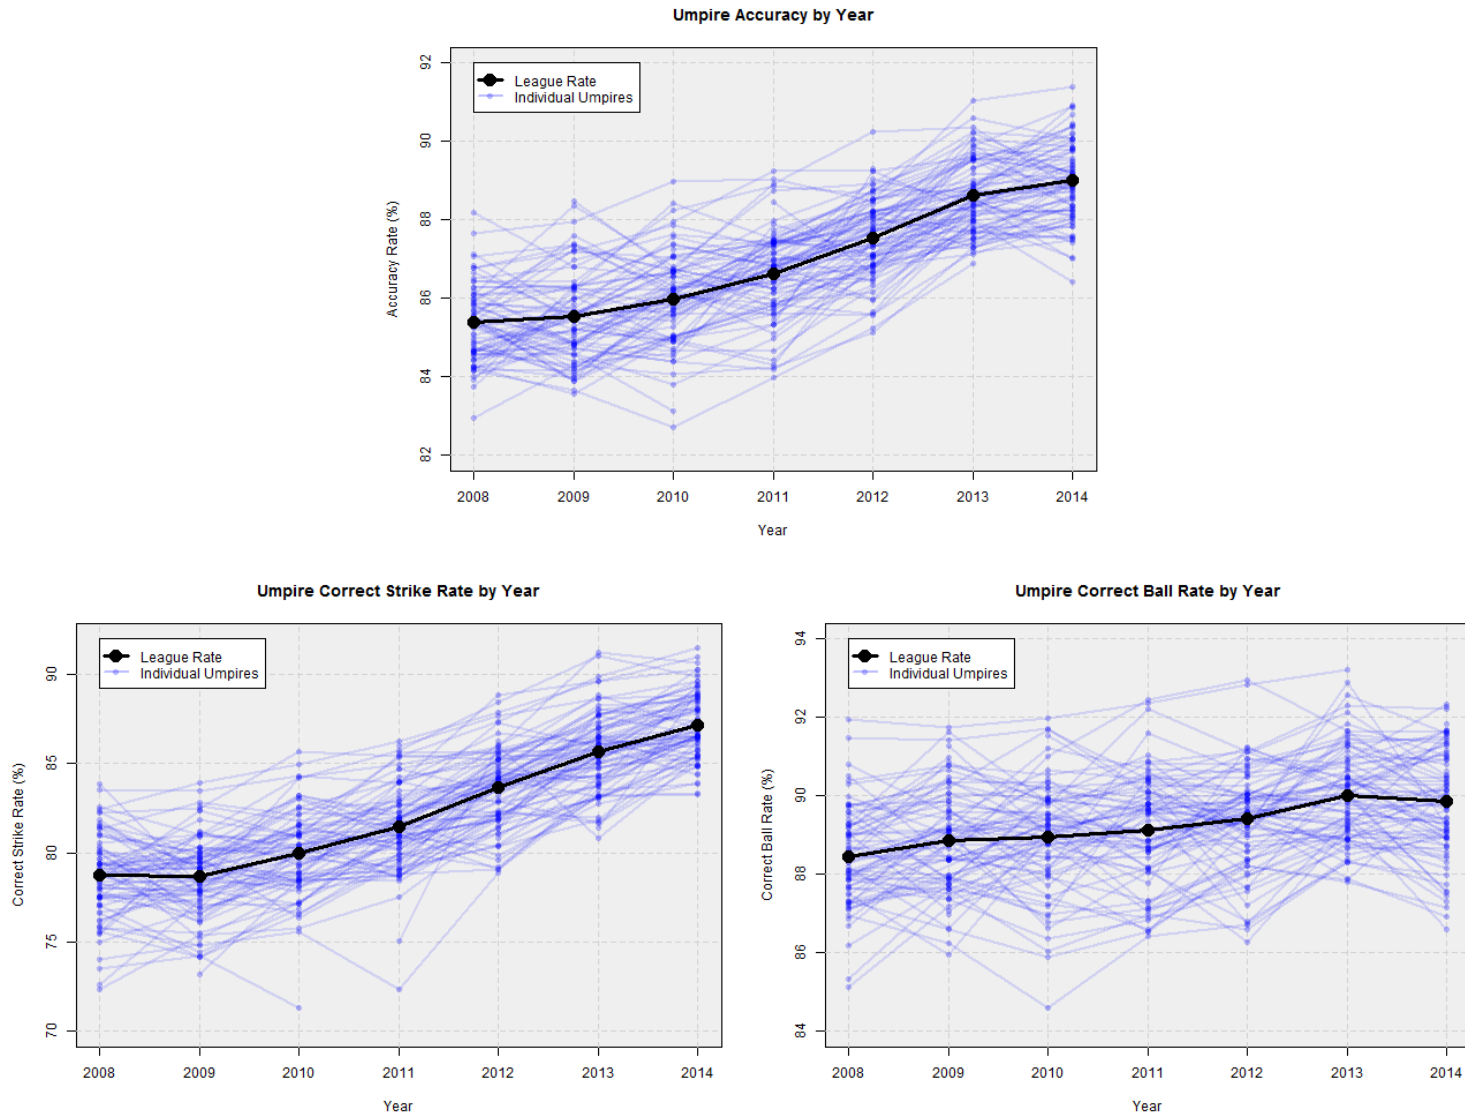 Umpire Accuracy by Year
League Rate
Individual Umpires
Accuracy Rate (%)
92
90
88
86
84
82
2008 2009 2010 2011 2012 2013 2014
Year
Umpire Correct Strike Rate by Year
League Rate
Individual Umpires
Correct Strike Rate (%)
90
85
80
75
70
2008 2009 2010 2011 2012 2013 2014
Year
Umpire Correct Ball Rate by Year
League Rate
Individual Umpires
Correct Ball Rate (%)
94
92
90
88
86
84
2008 2009 2010 2011 2012 2013 2014
Year